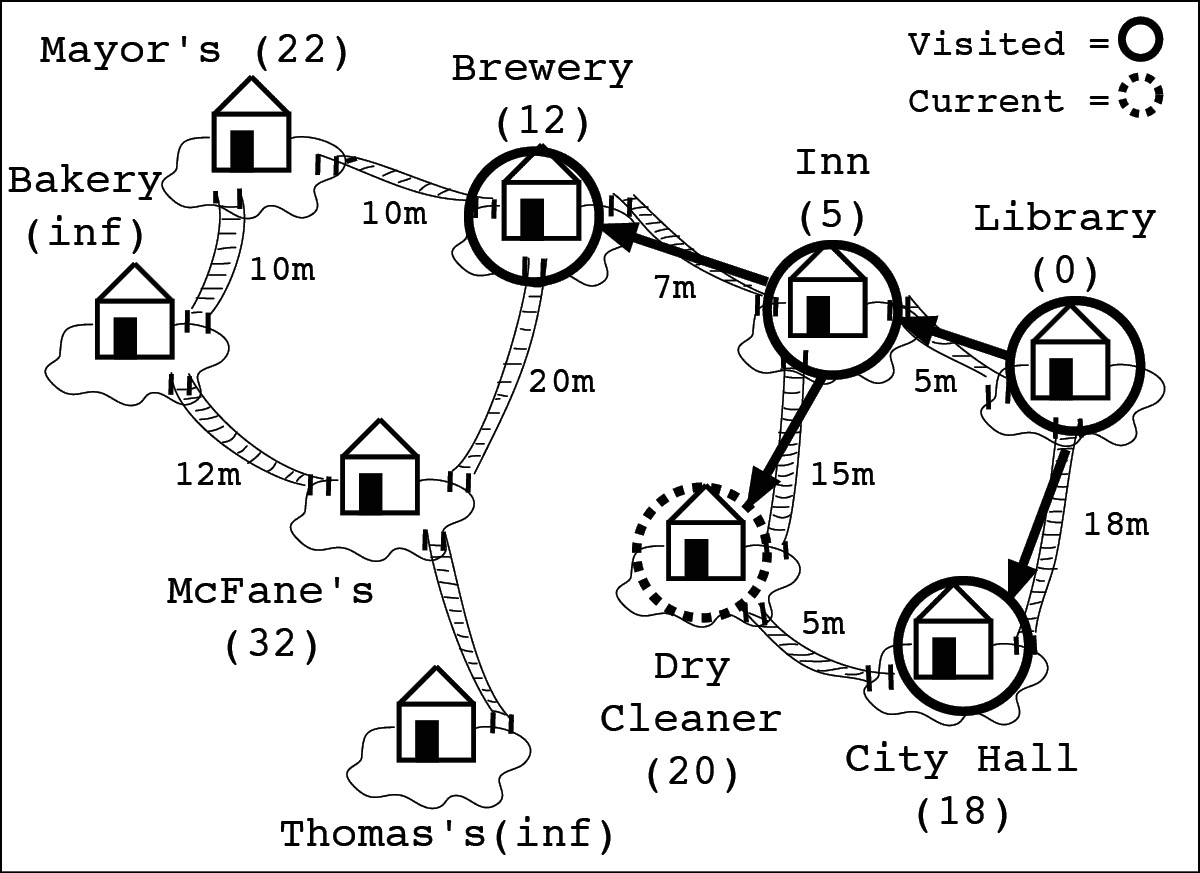 Mayor's (22)
Brewery
(12)
Visited =
Current =
Bakery
(inf)
Inn
(5)
Library
(0)
10m
10m
7m
5m
20m
12m
15m
18m
McFane's
(32)
5m
Dry
Cleaner
(20)
City Hall
(18)
Thomas's(inf)